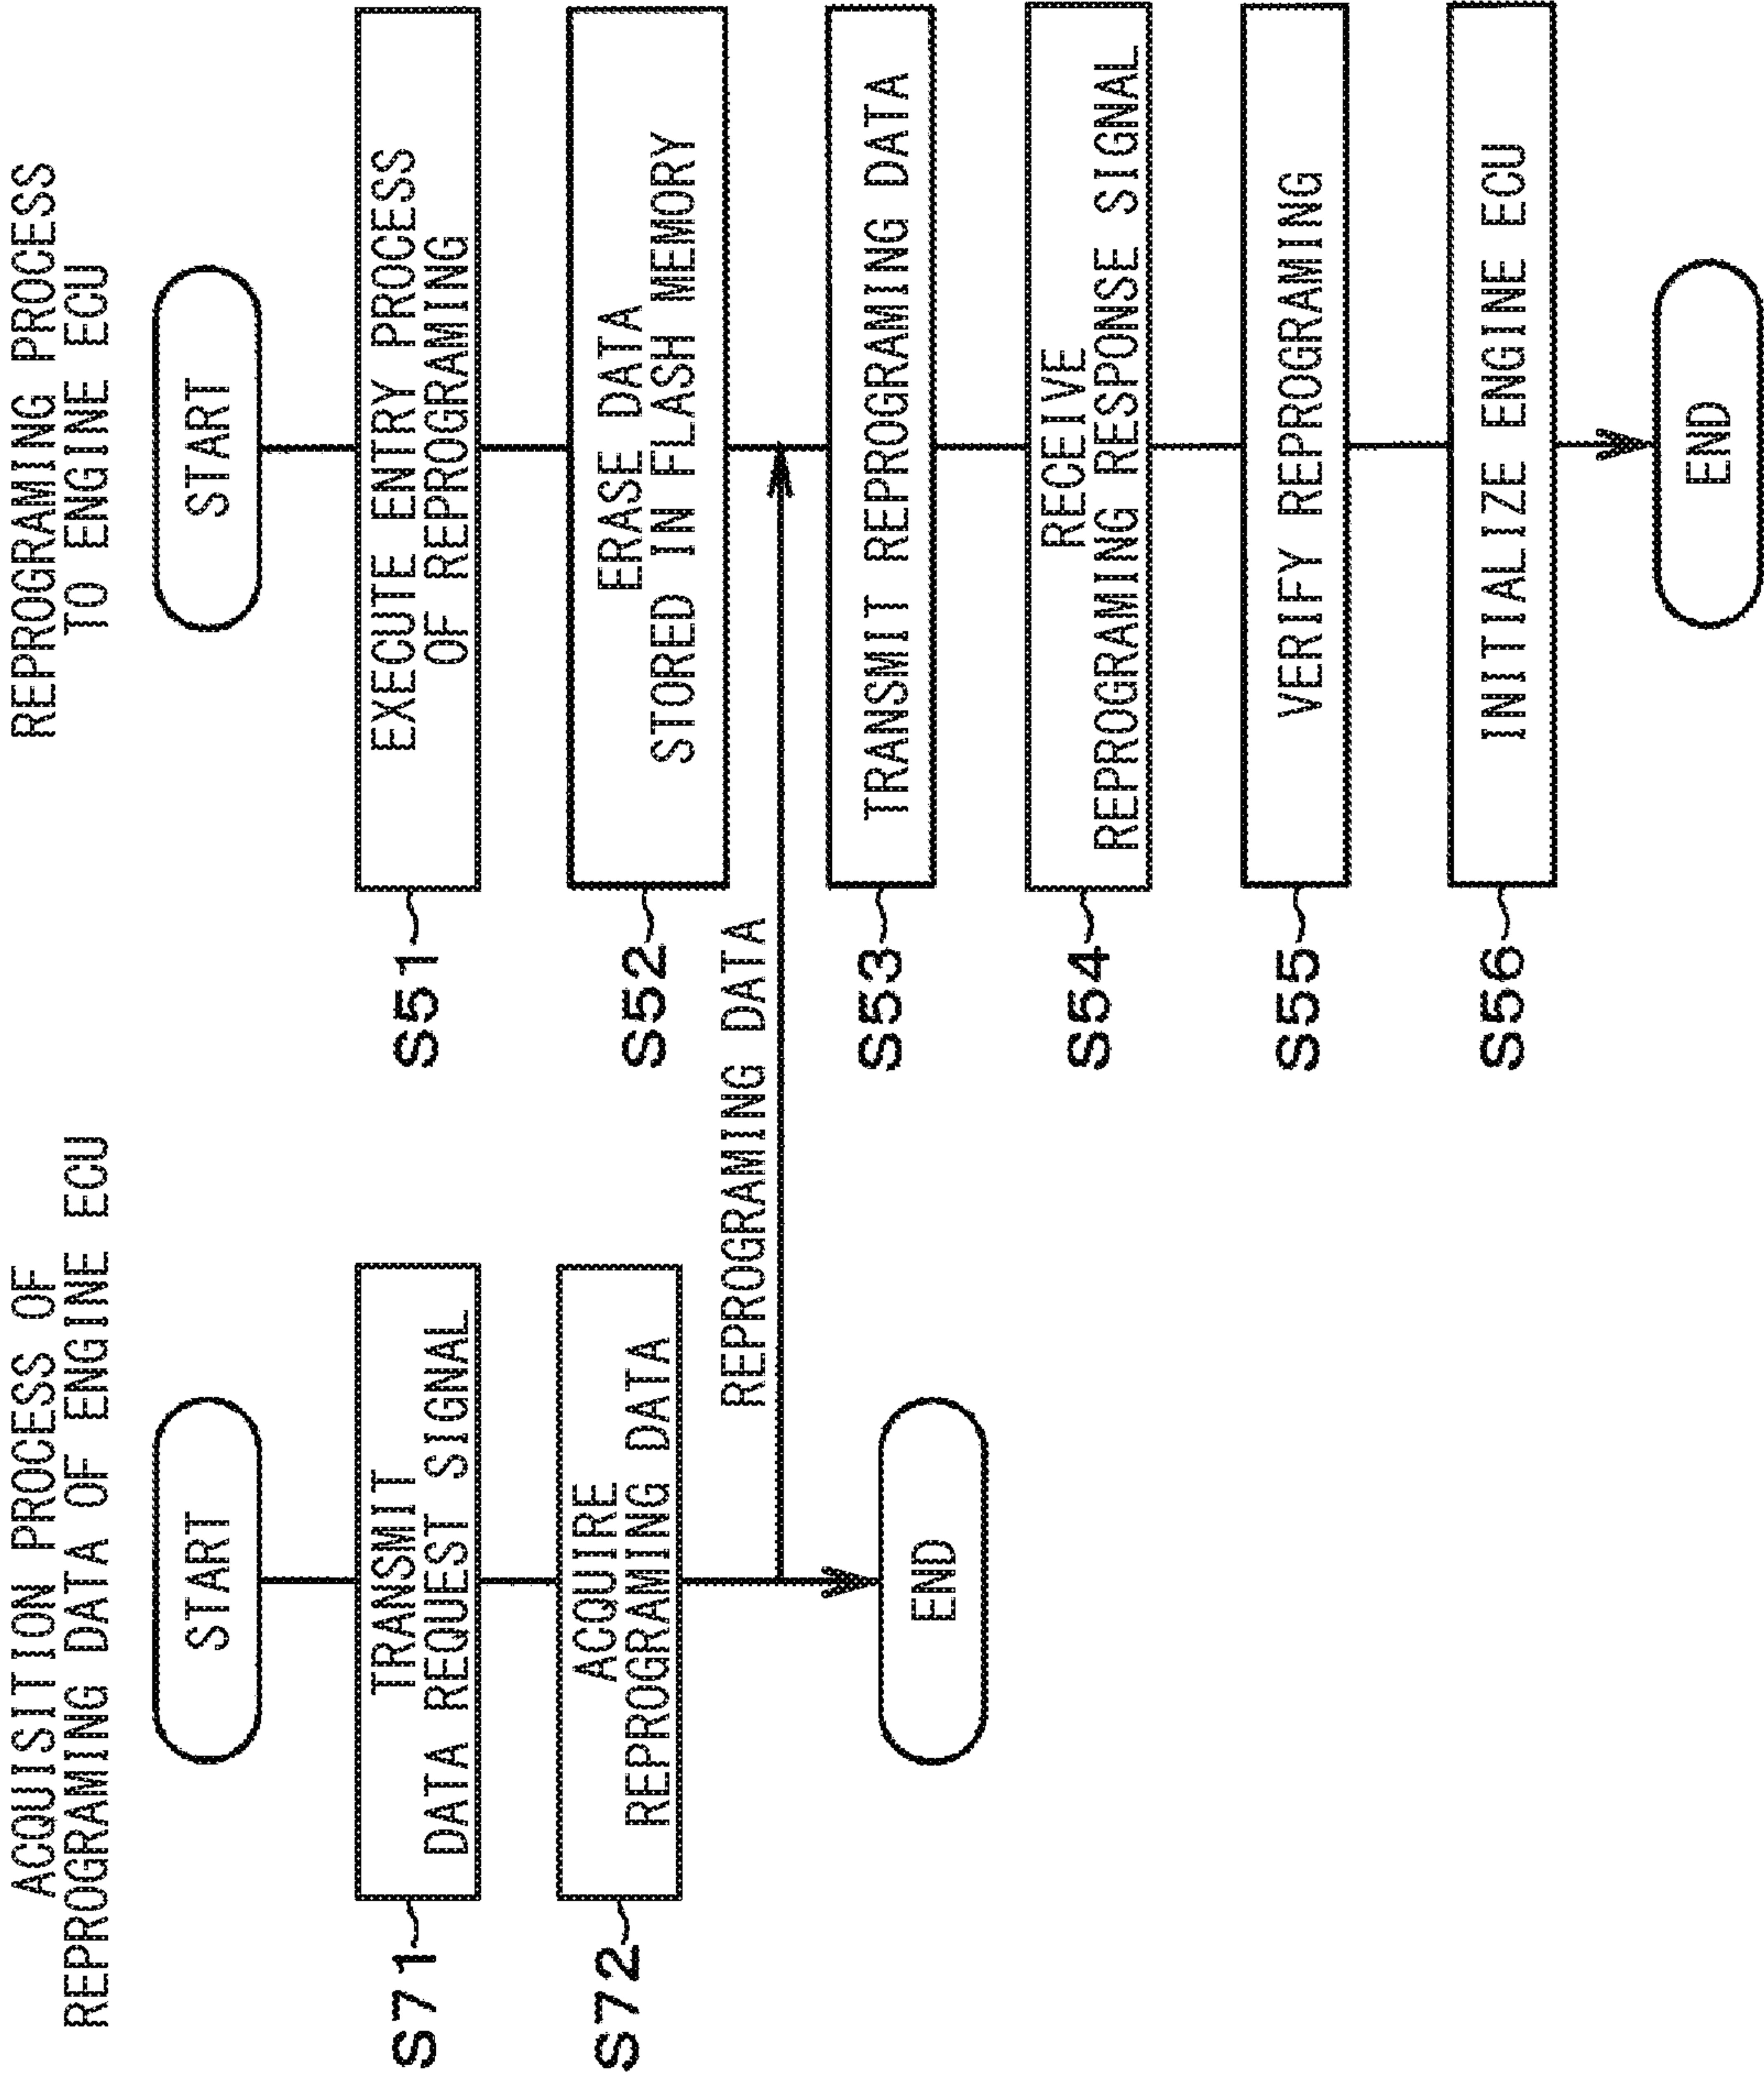 ACQUISITION PROCESS OF
REPROGRAMING DATA OF ENGINE ECU
START
S71
TRANSMIT
DATA REQUEST SIGNAL
S72
ACQUIRE
REPROGRAMING DATA
REPROGRAMING DATA
END
REPROGRAMING PROCESS
TO ENGINE ECU
START
S51
EXECUTE ENTRY PROCESS
OF REPROGRAMING
S52
ERASE DATA
STORED IN FLASH MEMORY
S53
TRANSMIT REPROGRAMING DATA
S54
RECEIVE
REPROGRAMING RESPONSE SIGNAL
S55
VERIFY REPROGRAMING
S56
INITIALIZE ENGINE ECU
END